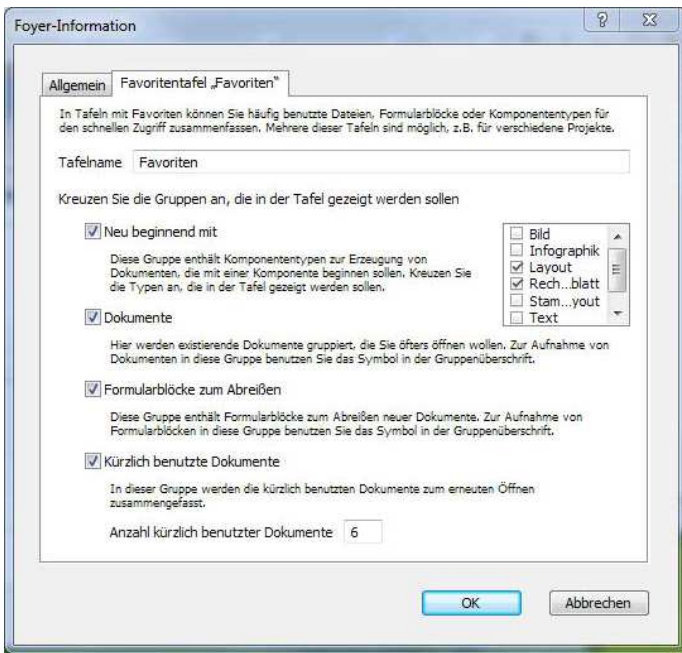 Foyer-Information
Allgemein
Favoritentafel „Favoriten“
In Tafeln mit Favoriten können Sie häufig benutzte Dateien, Formularblöcke oder Komponententypen für
den schnellen Zugriff zusammenfassen. Mehrere dieser Tafeln sind möglich, z.B. für verschiedene Projekte.
Tafelname Favoriten
Kreuzen Sie die Gruppen an, die in der Tafel gezeigt werden sollen
Neu beginnend mit
Diese Gruppe enthält Komponententypen zur Erzeugung von
Dokumenten, die mit einer Komponente beginnen sollen. Kreuzen Sie
die Typen an, die in der Tafel gezeigt werden sollen.
Bild
Infographik
Layout
Rech...blatt
Stam...yout
Text
Dokumente
Hier werden existierende Dokumente gruppiert, die Sie öfters öffnen wollen. Zur Aufnahme von
Dokumenten in diese Gruppe benutzen Sie das Symbol in der Gruppenüberschrift.
Formularblöcke zum Abreißen
Diese Gruppe enthält Formularblöcke zum Abreißen neuer Dokumente. Zur Aufnahme von
Formularblöcken in diese Gruppe benutzen Sie das Symbol in der Gruppenüberschrift.
Kürzlich benutzte Dokumente
In dieser Gruppe werden die kürzlich benutzten Dokumente zum erneuten Öffnen
zusammengefasst.
Anzahl kürzlich benutzter Dokumente 6
OK
Abbrechen